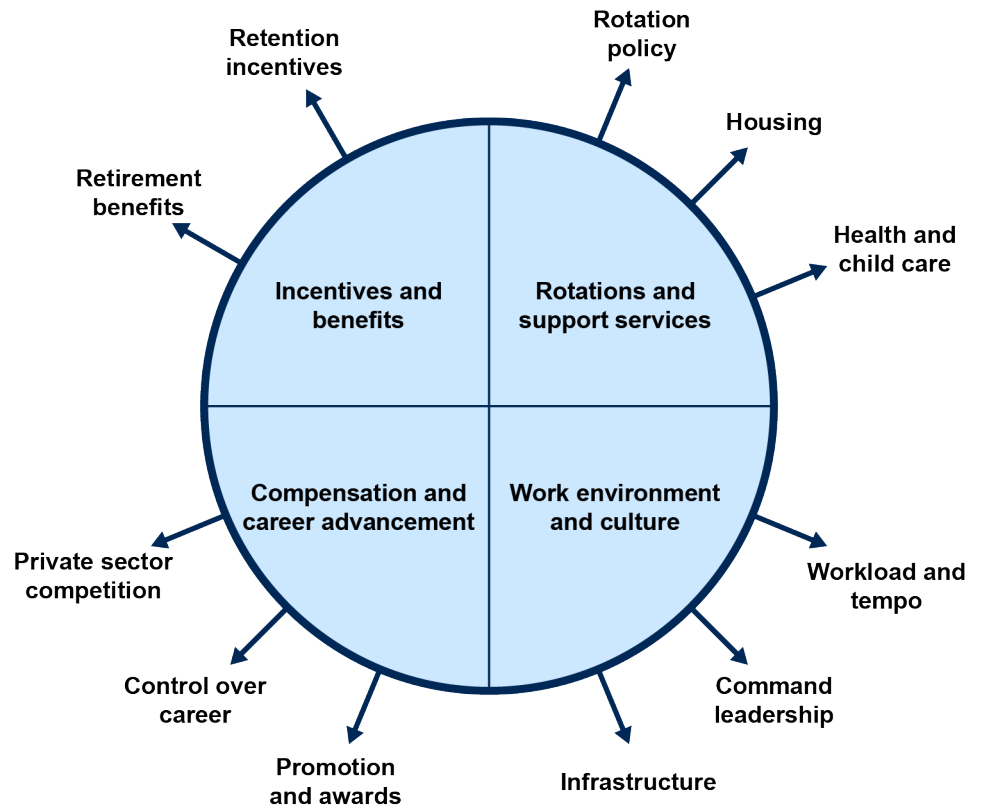 Retention
incentives
Rotation
policy
Housing
Retirement
benefits
Health and
child care
Incentives and
benefits
Rotations and
support services
Compensation and
career advancement
Work environment
and culture
Private sector
competition
Workload and
tempo
Control over
career
Command
leadership
Promotion
and awards
Infrastructure